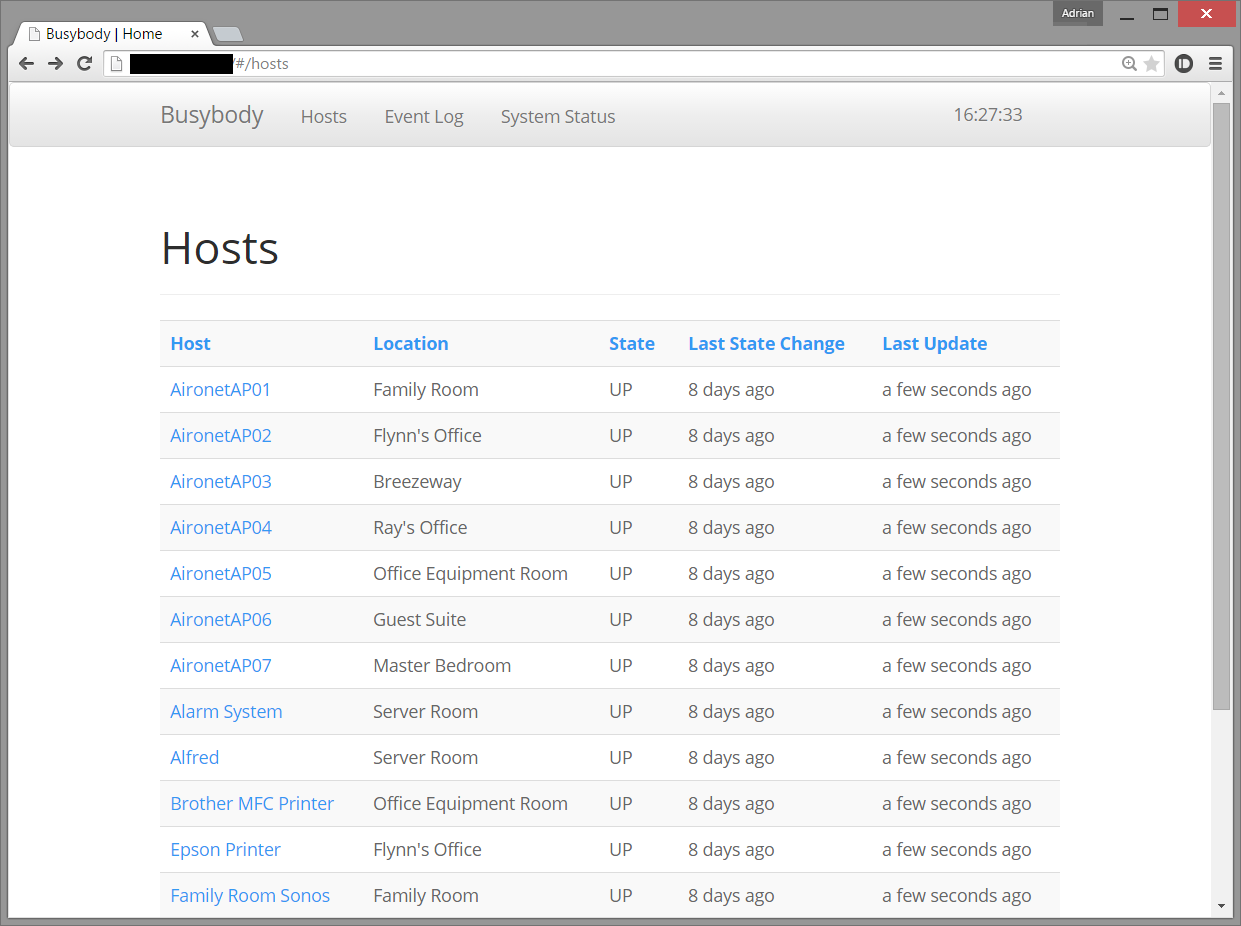 Adrian
Busybody | Home
/#/hosts
Busybody Hosts Event Log System Status 16:27:33
Hosts
Host Location State Last State Change Last Update
AironetAP01 Family Room UP 8 days ago a few seconds ago
AironetAP02 Flynn's Office UP 8 days ago a few seconds ago
AironetAP03 Breezeway UP 8 days ago a few seconds ago
AironetAP04 Ray's Office UP 8 days ago a few seconds ago
AironetAP05 Office Equipment Room UP 8 days ago a few seconds ago
AironetAP06 Guest Suite UP 8 days ago a few seconds ago
AironetAP07 Master Bedroom UP 8 days ago a few seconds ago
Alarm System Server Room UP 8 days ago a few seconds ago
Alfred Server Room UP 8 days ago a few seconds ago
Brother MFC Printer Office Equipment Room UP 8 days ago a few seconds ago
Epson Printer Flynn's Office UP 8 days ago a few seconds ago
Family Room Sonos Family Room UP 8 days ago a few seconds ago